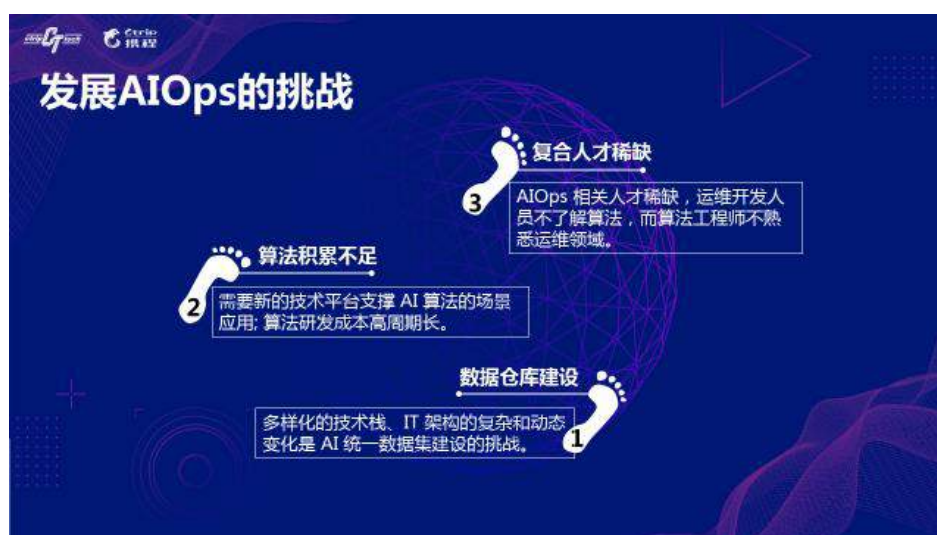 Ctrip
携程
发展AIOps的挑战
3
复合人才稀缺
AIOps 相关人才稀缺，运维开发人
员不了解算法，而算法工程师不熟
悉运维领域。
2
算法积累不足
需要新的技术平台支撑 AI 算法的场景
应用; 算法研发成本高周期长。
数据仓库建设
1
多样化的技术栈、IT 架构的复杂和动态
变化是 AI 统一数据集建设的挑战。